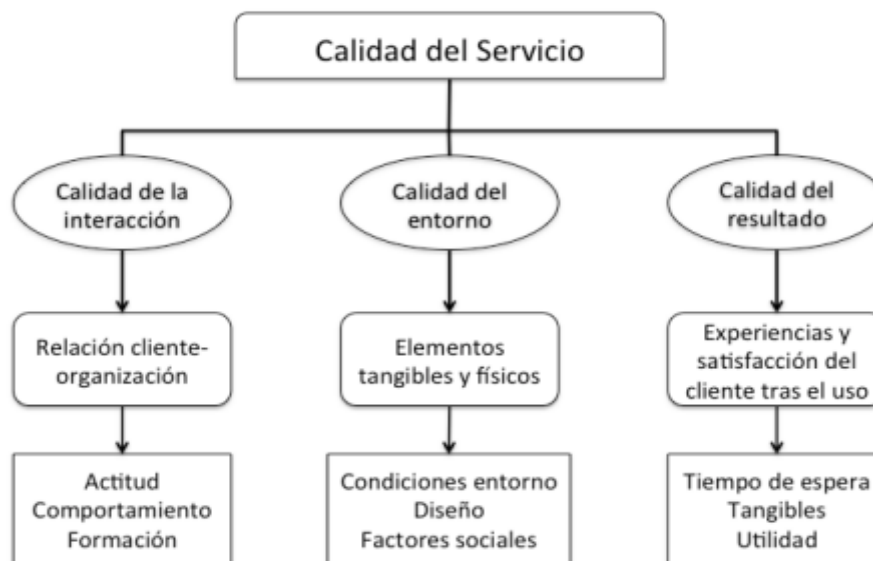 Calidad del Servicio
Calidad de la
interacción
Calidad del
entorno
Calidad del
resultado
Relación cliente-
organización
Elementos
tangibles y físicos
Experiencias y
satisfacción del
cliente tras el uso
Actitud
Comportamiento
Formación
Condiciones entorno
Diseño
Factores sociales
Tiempo de espera
Tangibles
Utilidad